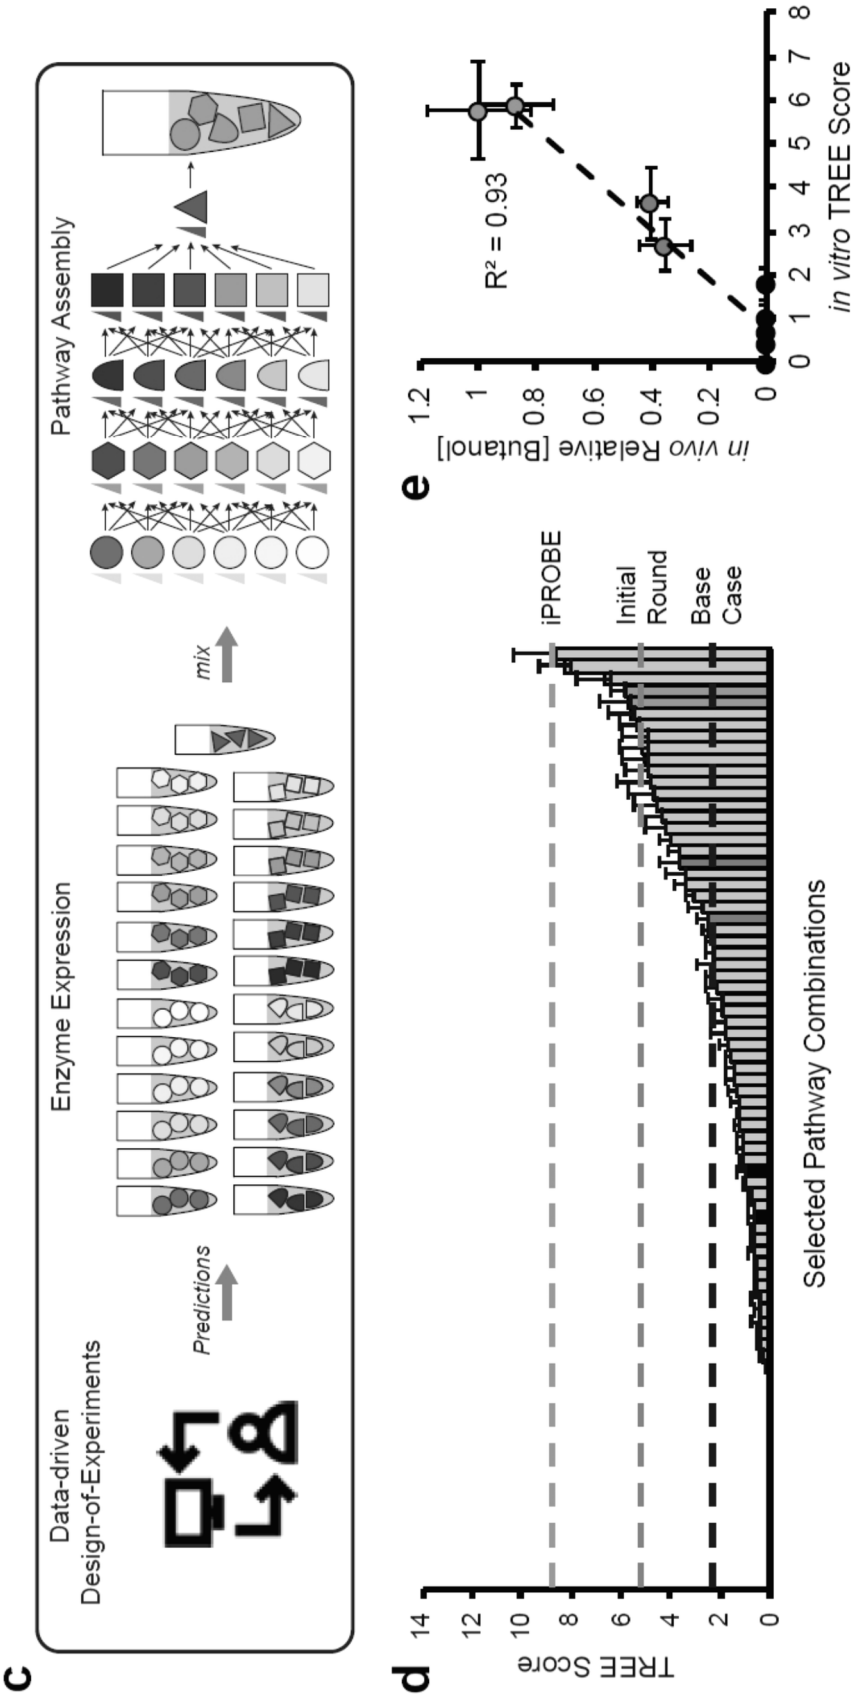 c
Data-driven
Design-of-Experiments
Predictions
Enzyme Expression
mix
Pathway Assembly
d
TREE Score
14
12
10
8
6
4
2
0
iPROBE
Initial
Round
Base
Case
Selected Pathway Combinations
e
in vivo Relative [Butanol]
1.2
1
0.8
0.6
0.4
0.2
0
R² = 0.93
0
1
2
3
4
5
6
7
8
in vitro TREE Score